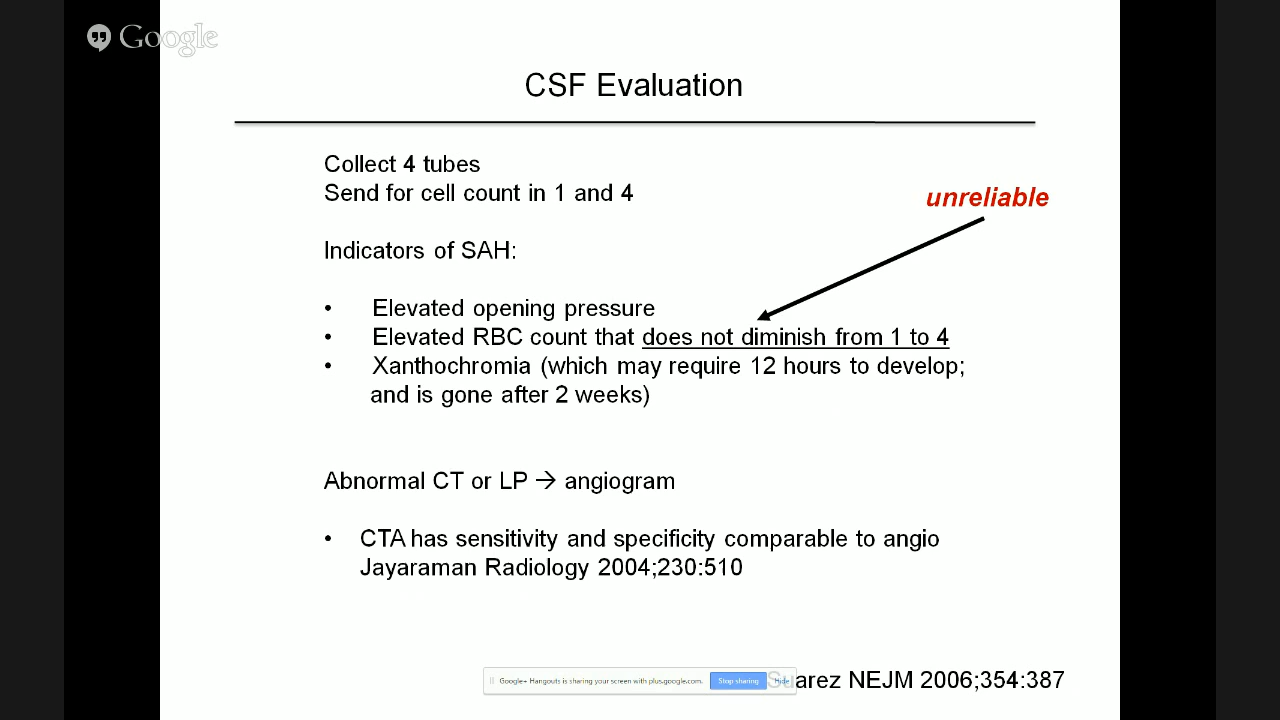 Google
CSF Evaluation
Collect 4 tubes
Send for cell count in 1 and 4
unreliable
Indicators of SAH:
• Elevated opening pressure
• Elevated RBC count that does not diminish from 1 to 4
• Xanthochromia (which may require 12 hours to develop;
and is gone after 2 weeks)
Abnormal CT or LP → angiogram
• CTA has sensitivity and specificity comparable to angio
Jayaraman Radiology 2004;230:510
Google+ Hangouts is sharing your screen with plus.google.com. Stop sharing Hide
Suarez NEJM 2006;354:387